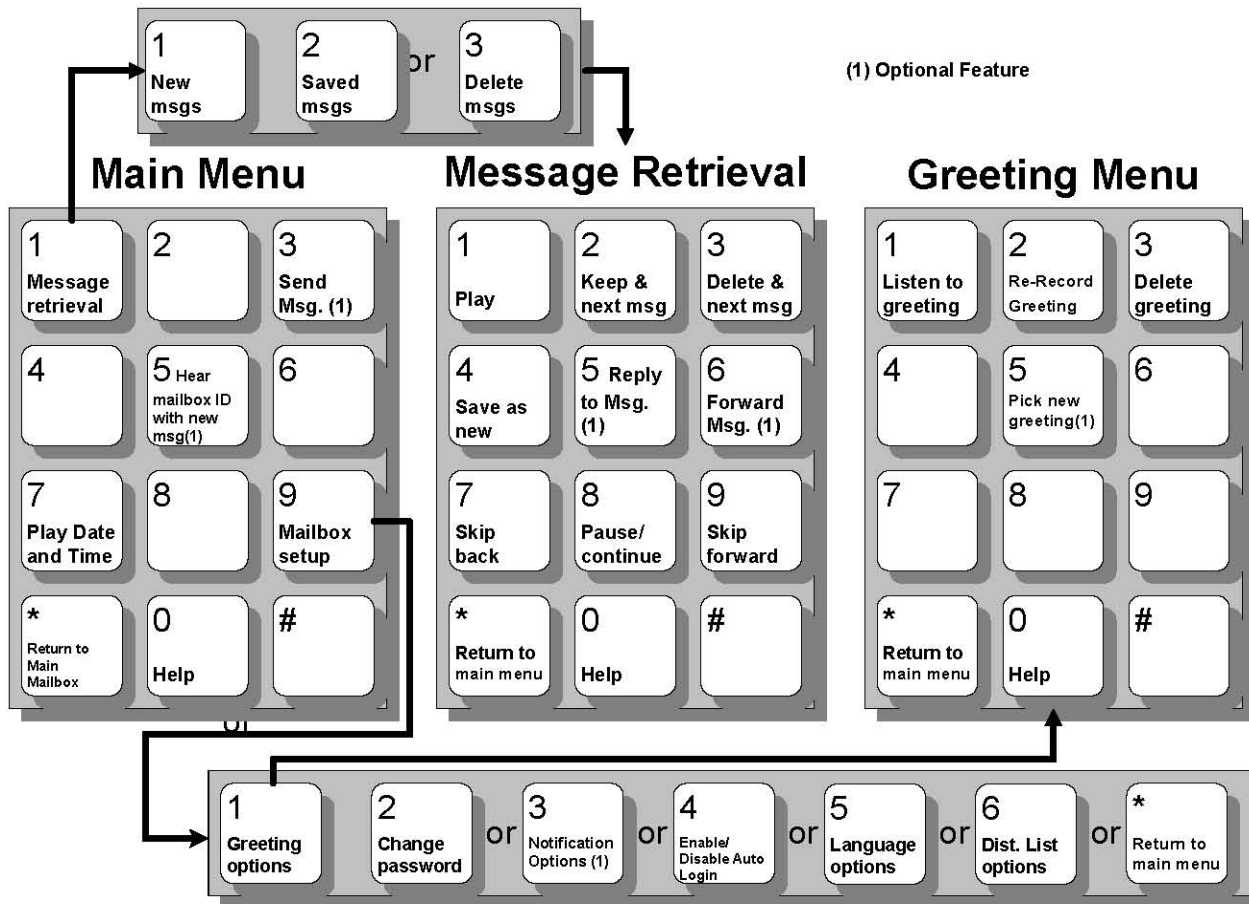 1
New
msgs
2
Saved
msgs
or
3
Delete
msgs
(1) Optional Feature
Main Menu
1
Message
retrieval
2
3
Send
Msg. (1)
4
5 Hear
mailbox ID
with new
msg(1)
6
7
Play Date
and Time
8
9
Mailbox
setup
*
Return to
Main
Mailbox
0
Help
#
Message Retrieval
1
Play
2
Keep &
next msg
3
Delete &
next msg
4
Save as
new
5 Reply
to Msg.
(1)
6
Forward
Msg. (1)
7
Skip
back
8
Pause/
continue
9
Skip
forward
*
Return to
main menu
0
Help
#
Greeting Menu
1
Listen to
greeting
2
Re-Record
Greeting
3
Delete
greeting
4
5
Pick new
greeting(1)
6
7
8
9
*
Return to
main menu
0
Help
#
1
Greeting
options
2
Change
password
or
3
Notification
Options (1)
or
4
Enable/
Disable Auto
Login
or
5
Language
options
or
6
Dist. List
options
or
*
Return to
main menu